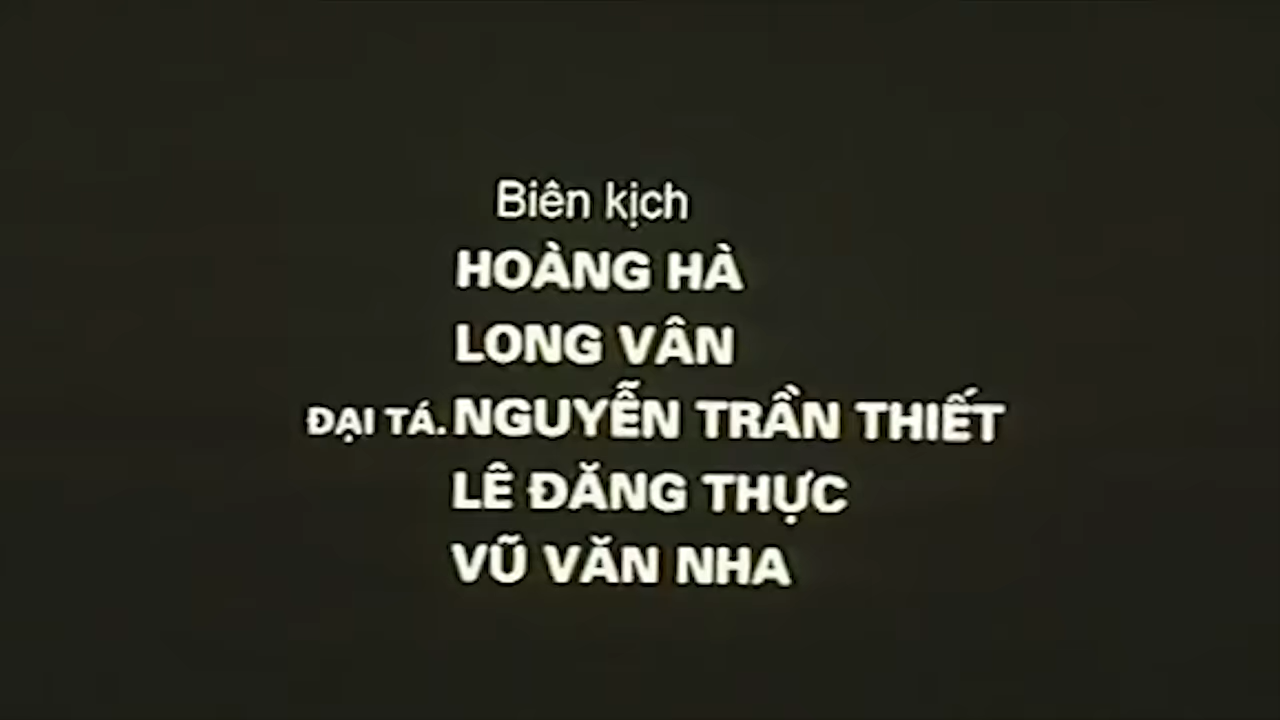 Biên kịch
HOÀNG HÀ
LONG VÂN
ĐẠI TÁ. NGUYỄN TRẦN THIẾT
LÊ ĐĂNG THỰC
VŨ VĂN NHA